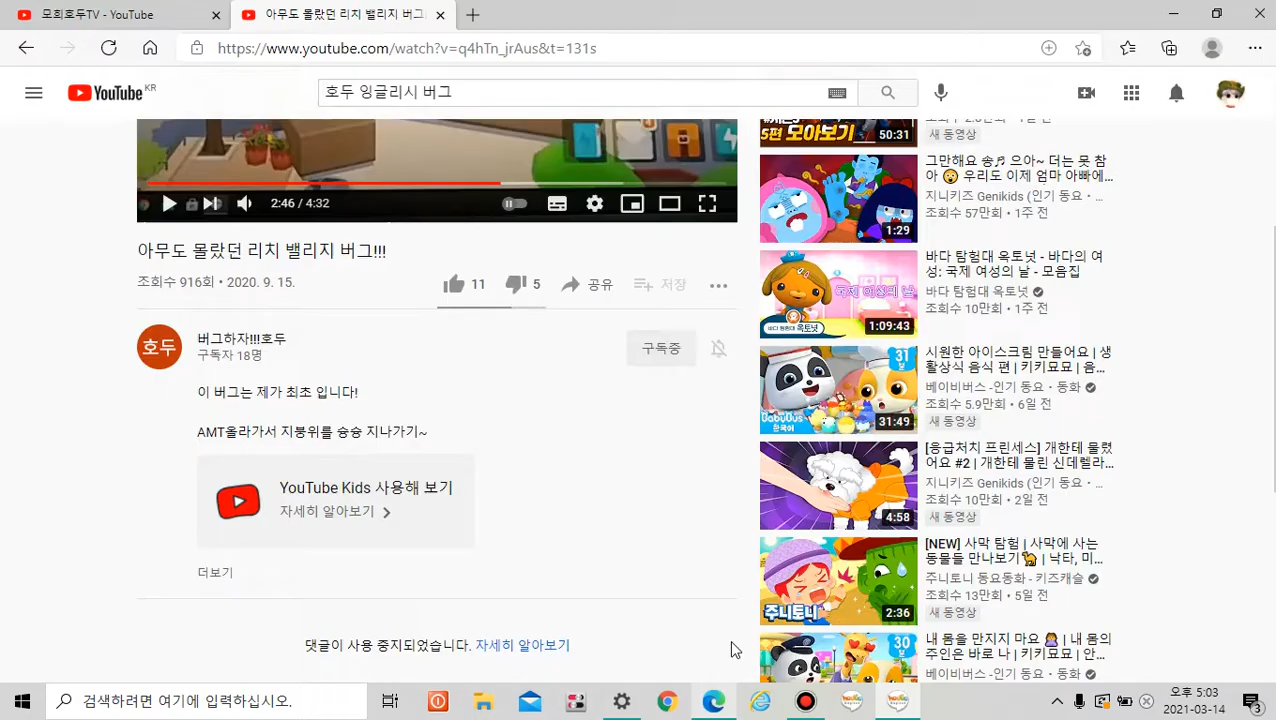 모희호두TV - YouTube
아무도 몰랐던 리치 밸리지 버그
https://www.youtube.com/watch?v=q4hTn_jrAus&t=131s
YouTube KR
호두 잉글리시 버그
5편 모아보기
50:31
새 동영상
2:46 / 4:32
그만해요 송♬ 으아~ 더는 못 참
아 😲 우리도 이제 엄마 아빠에...
지니키즈 Genikids (인기 동요・...
조회수 57만회 • 1주 전
1:29
아무도 몰랐던 리치 밸리지 버그!!!
조회수 916회 • 2020. 9. 15.
11
5
공유
저장
바다 탐험대 옥토넛 - 바다의 여
성: 국제 여성의 날 - 모음집
바다 탐험대 옥토넛
조회수 10만회 • 1주 전
국제 여성의 날
바다 탐험대 옥토넛
1:09:43
호두
버그하자!!!호두
구독자 18명
구독중
이 버그는 제가 최초 입니다!
AMT올라가서 지붕위를 슝슝 지나가기~
YouTube Kids 사용해 보기
자세히 알아보기
더보기
댓글이 사용 중지되었습니다. 자세히 알아보기
시원한 아이스크림 만들어요 | 생
활상식 음식 편 | 키키묘묘 | 음...
베이비버스 -인기 동요・동화
조회수 5.9만회 • 6일 전
새 동영상
31
BabyBus
한국어
31:49
[응급처치 프린세스] 개한테 물렸
어요 #2 | 개한테 물린 신데렐라...
지니키즈 Genikids (인기 동요・...
조회수 10만회 • 2일 전
새 동영상
4:58
[NEW] 사막 탐험 | 사막에 사는
동물들 만나보기🐪 | 낙타, 미...
주니토니 동요동화 - 키즈캐슬
조회수 13만회 • 5일 전
새 동영상
주니토니
2:36
내 몸을 만지지 마요 🙅 | 내 몸의
주인은 바로 나 | 키키묘묘 | 안...
베이비버스 -인기 동요・동화
30
검색하려면 여기에 입력하십시오.
오후 5:03
2021-03-14
3